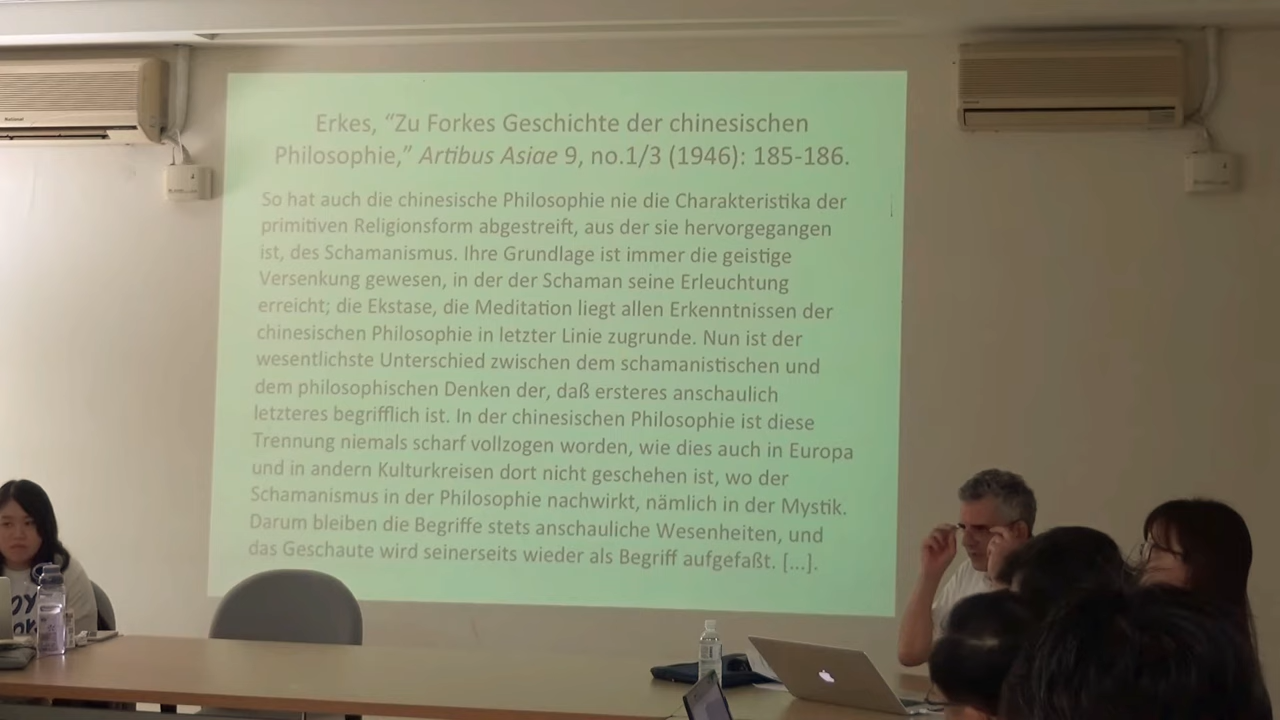 Erkes, “Zu Forkes Geschichte der chinesischen
Philosophie,” Artibus Asiae 9, no.1/3 (1946): 185-186.
So hat auch die chinesische Philosophie nie die Charakteristika der
primitiven Religionsform abgestreift, aus der sie hervorgegangen
ist, des Schamanismus. Ihre Grundlage ist immer die geistige
Versenkung gewesen, in der der Schaman seine Erleuchtung
erreicht; die Ekstase, die Meditation liegt allen Erkenntnissen der
chinesischen Philosophie in letzter Linie zugrunde. Nun ist der
wesentlichste Unterschied zwischen dem schamanistischen und
dem philosophischen Denken der, daß ersteres anschaulich
letzteres begrifflich ist. In der chinesischen Philosophie ist diese
Trennung niemals scharf vollzogen worden, wie dies auch in Europa
und in andern Kulturkreisen dort nicht geschehen ist, wo der
Schamanismus in der Philosophie nachwirkt, nämlich in der Mystik.
Darum bleiben die Begriffe stets anschauliche Wesenheiten, und
das Geschaute wird seinerseits wieder als Begriff aufgefaßt. [...].
National